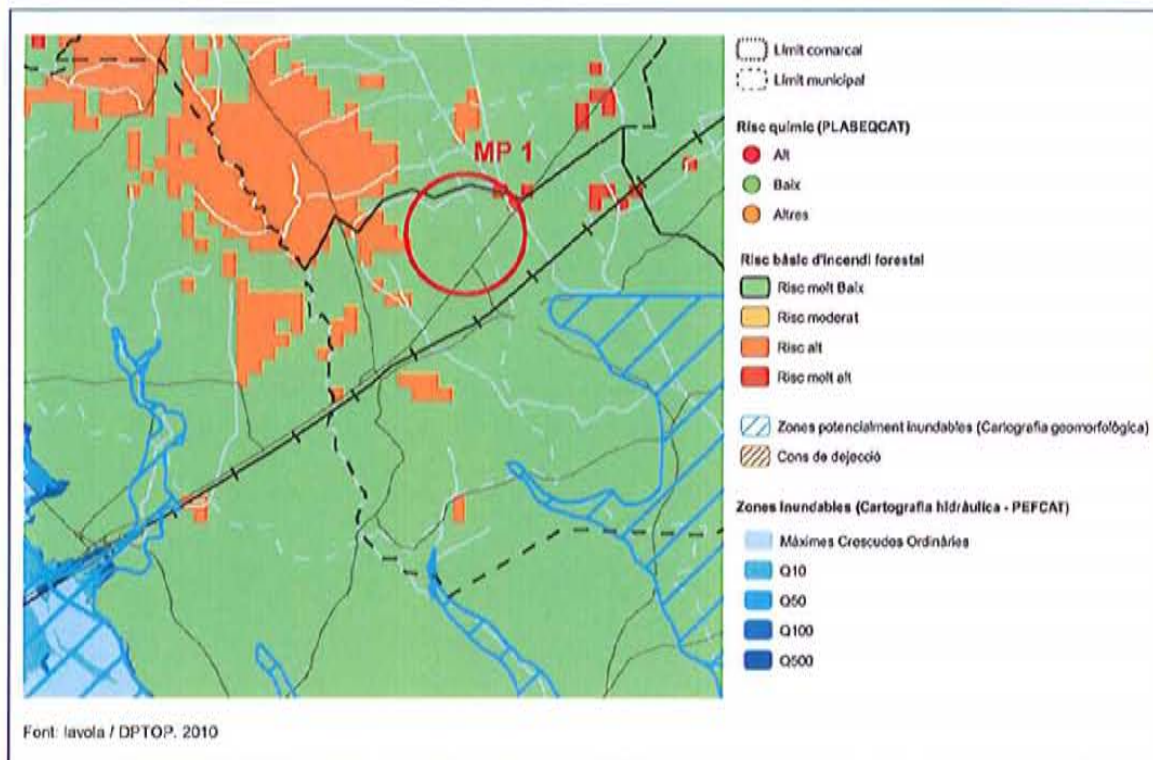 MP 1
Límit comarcal
Límit municipal
Risc químic (PLASEQCAT)
Alt
Baix
Altres
Risc bàsic d'incendi forestal
Risc molt Baix
Risc moderat
Risc alt
Risc molt alt
Zones potencialment inundables (Cartografia geomorfològica)
Cons de dejecció
Zones inundables (Cartografia hidràulica - PEFCAT)
Màximes Crescudes Ordinàries
Q10
Q50
Q100
Q500
Font: lavola / DPTOP. 2010